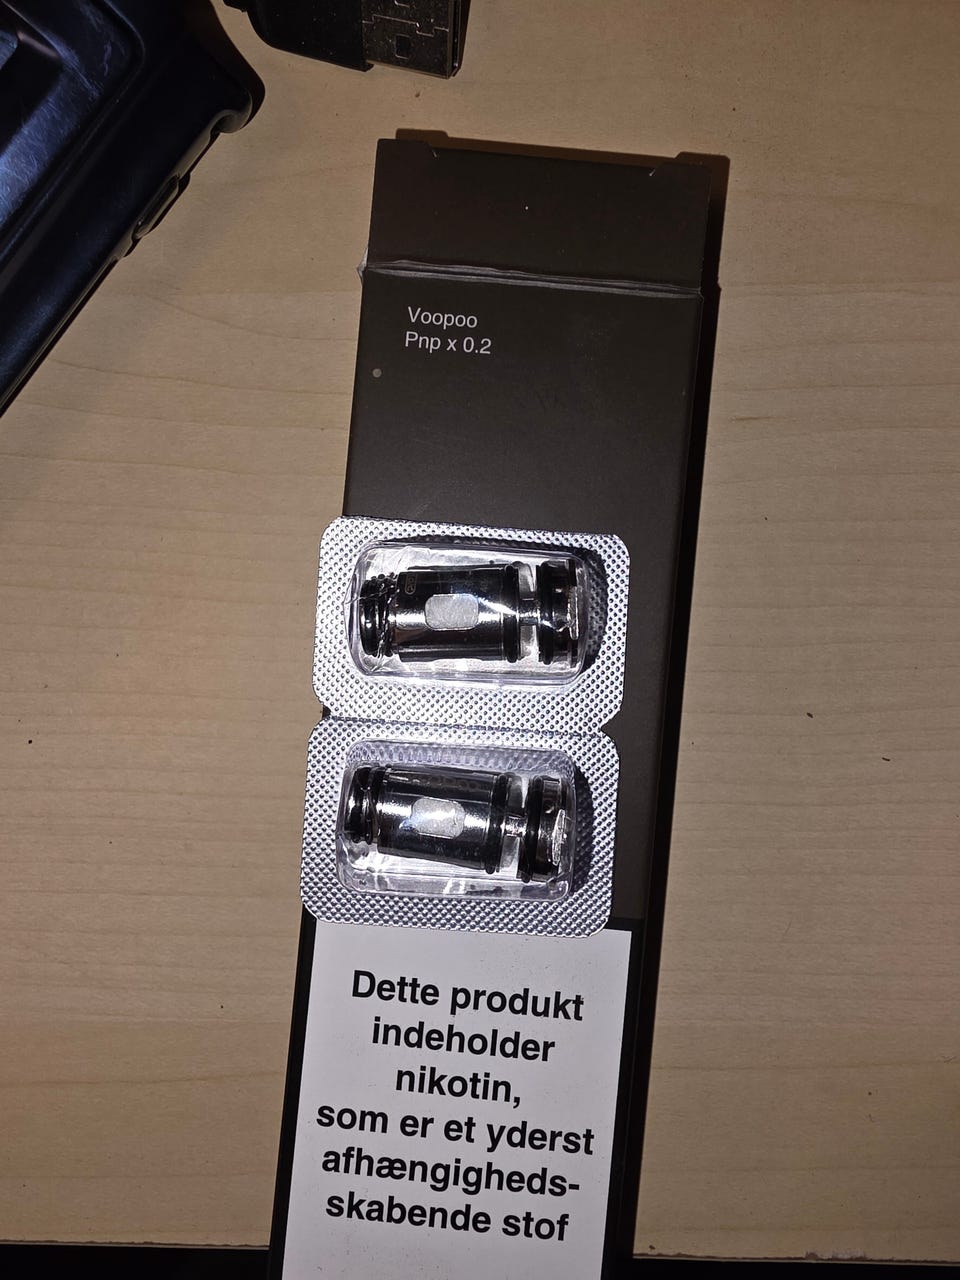 Voopoo
Pnp x 0.2
Dette produkt
indeholder
nikotin,
som er et yderst
afhængigheds-
skabende stof